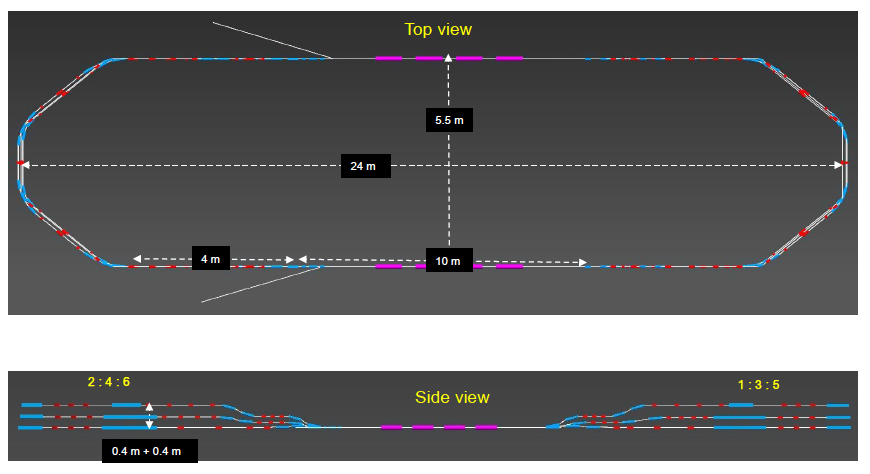 Top view
5.5 m
24 m
4 m
10 m
2 : 4 : 6
1 : 3 : 5
Side view
0.4 m + 0.4 m